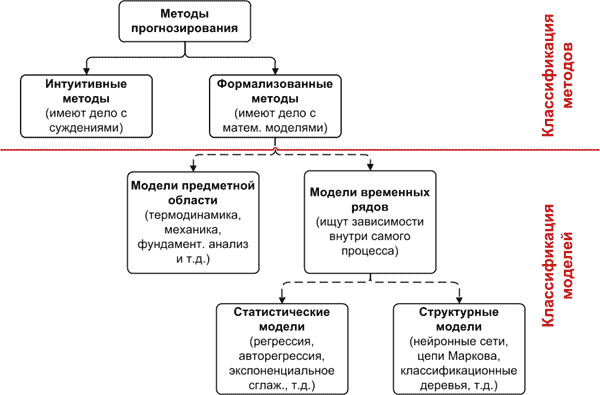 Методы
прогнозирования
Интуитивные
методы
(имеют дело с
суждениями)
Формализованные
методы
(имеют дело с
матем. моделями)
Классификация
методов
Модели предметной
области
(термодинамика,
механика,
фундамент. анализ
и т.д.)
Модели временных
рядов
(ищут зависимости
внутри самого
процесса)
Статистические
модели
(регрессия,
авторегрессия,
экспоненциальное
сглаж., т.д.)
Структурные
модели
(нейронные сети,
цепи Маркова,
классификационные
деревья, т.д.)
Классификация
моделей